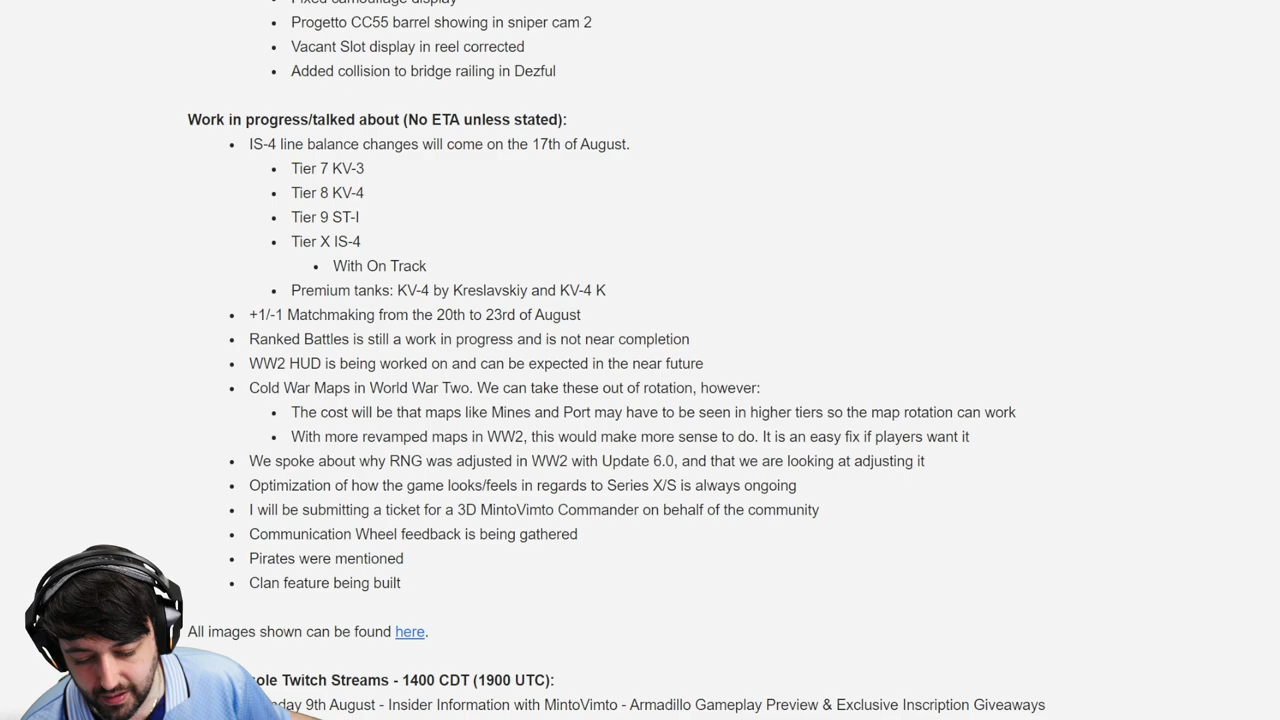 Fixed camouflage display
Progetto CC55 barrel showing in sniper cam 2
Vacant Slot display in reel corrected
Added collision to bridge railing in Dezful
Work in progress/talked about (No ETA unless stated):
IS-4 line balance changes will come on the 17th of August.
Tier 7 KV-3
Tier 8 KV-4
Tier 9 ST-I
Tier X IS-4
With On Track
Premium tanks: KV-4 by Kreslavskiy and KV-4 K
+1/-1 Matchmaking from the 20th to 23rd of August
Ranked Battles is still a work in progress and is not near completion
WW2 HUD is being worked on and can be expected in the near future
Cold War Maps in World War Two. We can take these out of rotation, however:
The cost will be that maps like Mines and Port may have to be seen in higher tiers so the map rotation can work
With more revamped maps in WW2, this would make more sense to do. It is an easy fix if players want it
We spoke about why RNG was adjusted in WW2 with Update 6.0, and that we are looking at adjusting it
Optimization of how the game looks/feels in regards to Series X/S is always ongoing
I will be submitting a ticket for a 3D MintoVimto Commander on behalf of the community
Communication Wheel feedback is being gathered
Pirates were mentioned
Clan feature being built
All images shown can be found here.
Twitch Streams - 1400 CDT (1900 UTC):
9th August - Insider Information with MintoVimto - Armadillo Gameplay Preview & Exclusive Inscription Giveaways